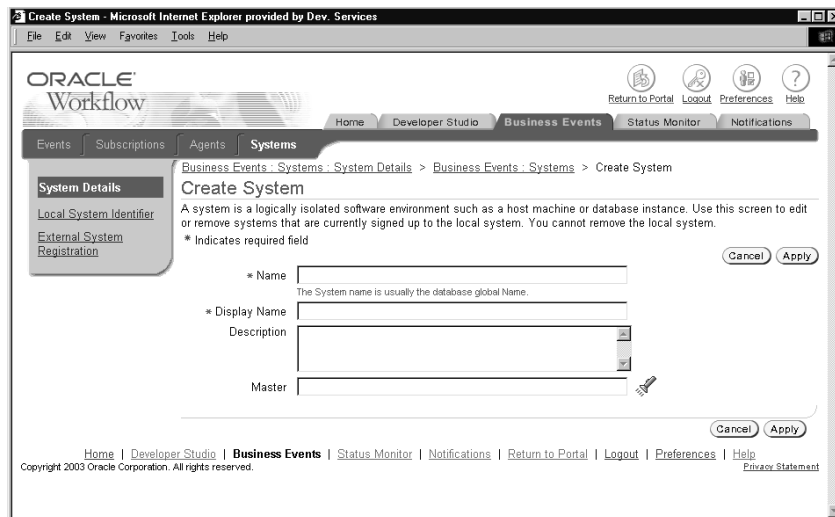 Create System - Microsoft Internet Explorer provided by Dev. Services
File Edit View Favorites Tools Help
ORACLE
Workflow
Return to Portal Logout Preferences Help
Home Developer Studio Business Events Status Monitor Notifications
Events Subscriptions Agents Systems
System Details
Local System Identifier
External System
Registration
Business Events : Systems : System Details > Business Events : Systems > Create System
Create System
A system is a logically isolated software environment such as a host machine or database instance. Use this screen to edit
or remove systems that are currently signed up to the local system. You cannot remove the local system.
* Indicates required field
Cancel Apply
* Name
The System name is usually the database global Name.
* Display Name
Description
Master
Cancel Apply
Home | Developer Studio | Business Events | Status Monitor | Notifications | Return to Portal | Logout | Preferences | Help
Copyright 2003 Oracle Corporation. All rights reserved.
Privacy Statement